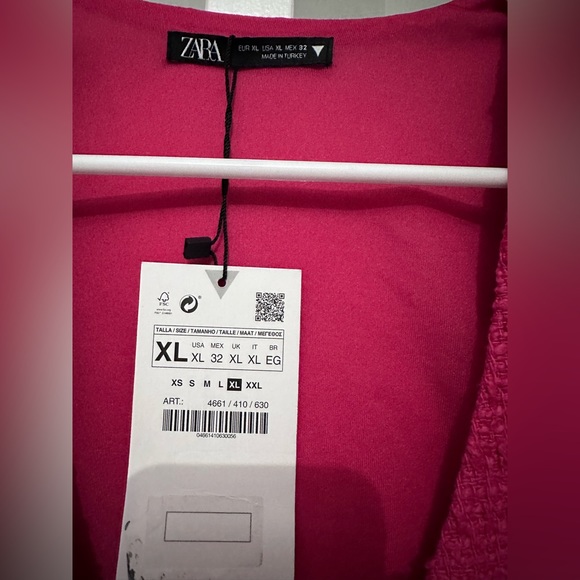 ZARA
EUR XL USA XL MEX 32
MADE IN TURKEY
FSC
TALLA / SIZE / TAMANHO / TAILLE / MAAT / ΜΕΓΕΘΟΣ
XL
USA MEX UK IT BR
XL 32 XL XL EG
XS S M L XL XXL
ART.: 4661 / 410 / 630
04661410630056